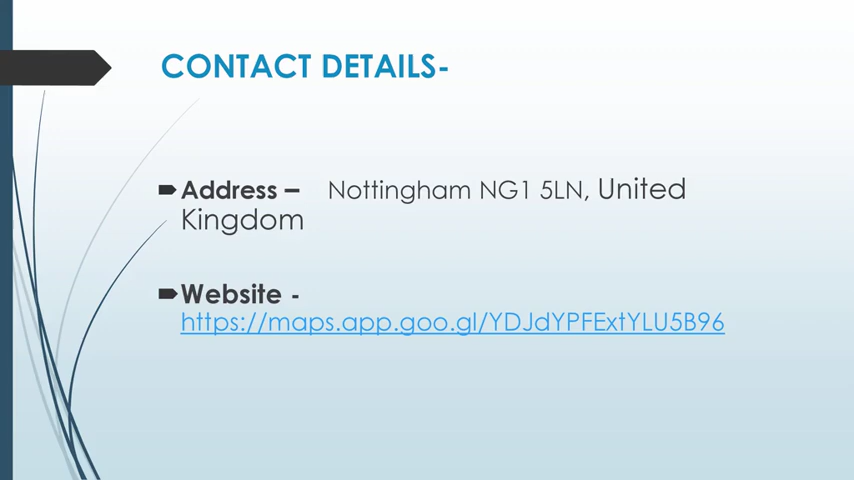 CONTACT DETAILS-
Address – Nottingham NG1 5LN, United
Kingdom
Website -
https://maps.app.goo.gl/YDJdYPFExtYLU5B96